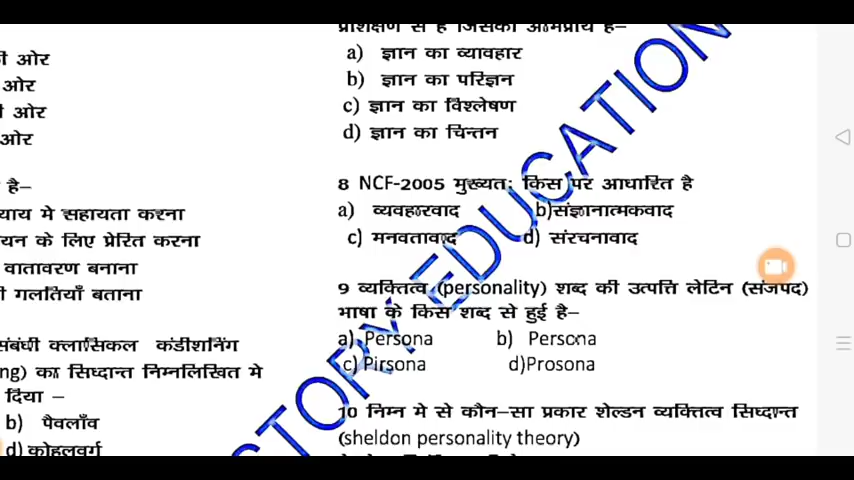 ी ओर
ओर
ी ओर
ओर
है–
याय मे सहायता करना
यन के लिए प्रेरित करना
वातावरण बनाना
ी गलतियाँ बताना
संबंधी क्लासिकल कंडीशनिंग
ng) का सिध्दान्त निम्नलिखित मे
दिया –
b) पैवलाँव
d) कोहलवर्ग
प्रशिक्षण से है जिसका अभिप्राय है–
a) ज्ञान का व्यावहार
b) ज्ञान का परिज्ञन
c) ज्ञान का विश्लेषण
d) ज्ञान का चिन्तन
8 NCF-2005 मुख्यतः किस पर आधारित है
a) व्यवहारवाद b)संज्ञानात्मकवाद
c) मनवतावाद d) संरचनावाद
9 व्यक्तित्व (personality) शब्द की उत्पत्ति लेटिन (संजपद)
भाषा के किस शब्द से हुई है–
a) Persona b) Persona
c) Pirsona d)Prosona
10 निम्न मे से कौन–सा प्रकार शेल्डन व्यक्तित्व सिध्दान्त
(sheldon personality theory)
STORY EDUCATION